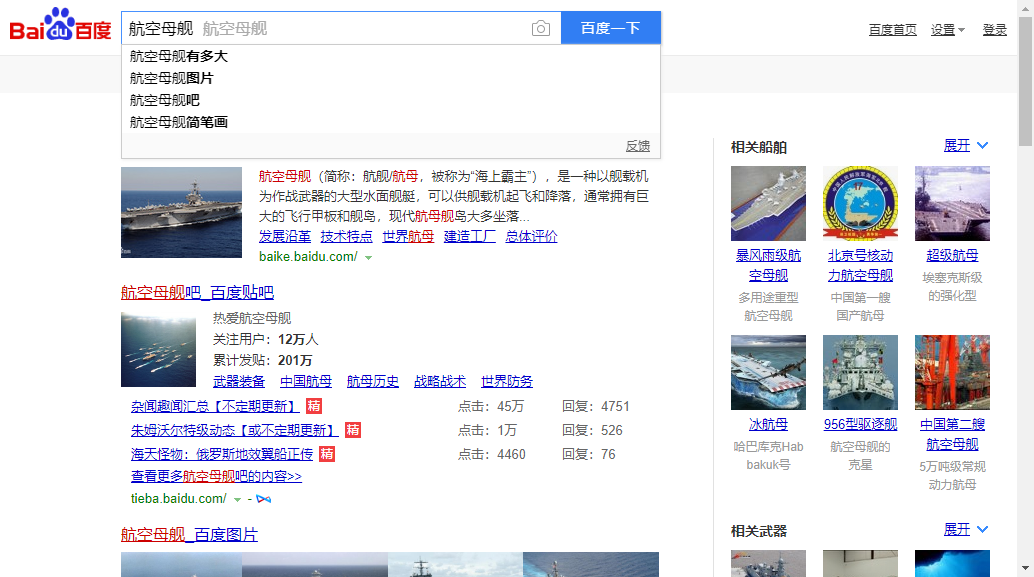 Bai du 百度
航空母舰 航空母舰
百度一下
百度首页 设置 登录
航空母舰有多大
航空母舰图片
航空母舰吧
航空母舰简笔画
反馈
航空母舰（简称：航舰/航母，被称为“海上霸主”），是一种以舰载机
为作战武器的大型水面舰艇，可以供舰载机起飞和降落，通常拥有巨
大的飞行甲板和舰岛，现代航母舰岛大多坐落...
发展沿革 技术特点 世界航母 建造工厂 总体评价
baike.baidu.com/
航空母舰吧_百度贴吧
热爱航空母舰
关注用户：12万人
累计发贴：201万
武器装备 中国航母 航母历史 战略战术 世界防务
杂闻趣闻汇总【不定期更新】 精 点击：45万 回复：4751
朱姆沃尔特级动态【或不定期更新】 精 点击：1万 回复：526
海天怪物：俄罗斯地效翼船正传 精 点击：4460 回复：76
查看更多航空母舰吧的内容>>
tieba.baidu.com/ -
航空母舰_百度图片
相关船舶 展开
暴风雨级航
空母舰
多用途重型
航空母舰
北京号核动
力航空母舰
中国第一艘
国产航母
超级航母
埃塞克斯级
的强化型
冰航母
哈巴库克Hab
bakuk号
956型驱逐舰
航空母舰的
克星
中国第二艘
航空母舰
5万吨级常规
动力航母
相关武器 展开